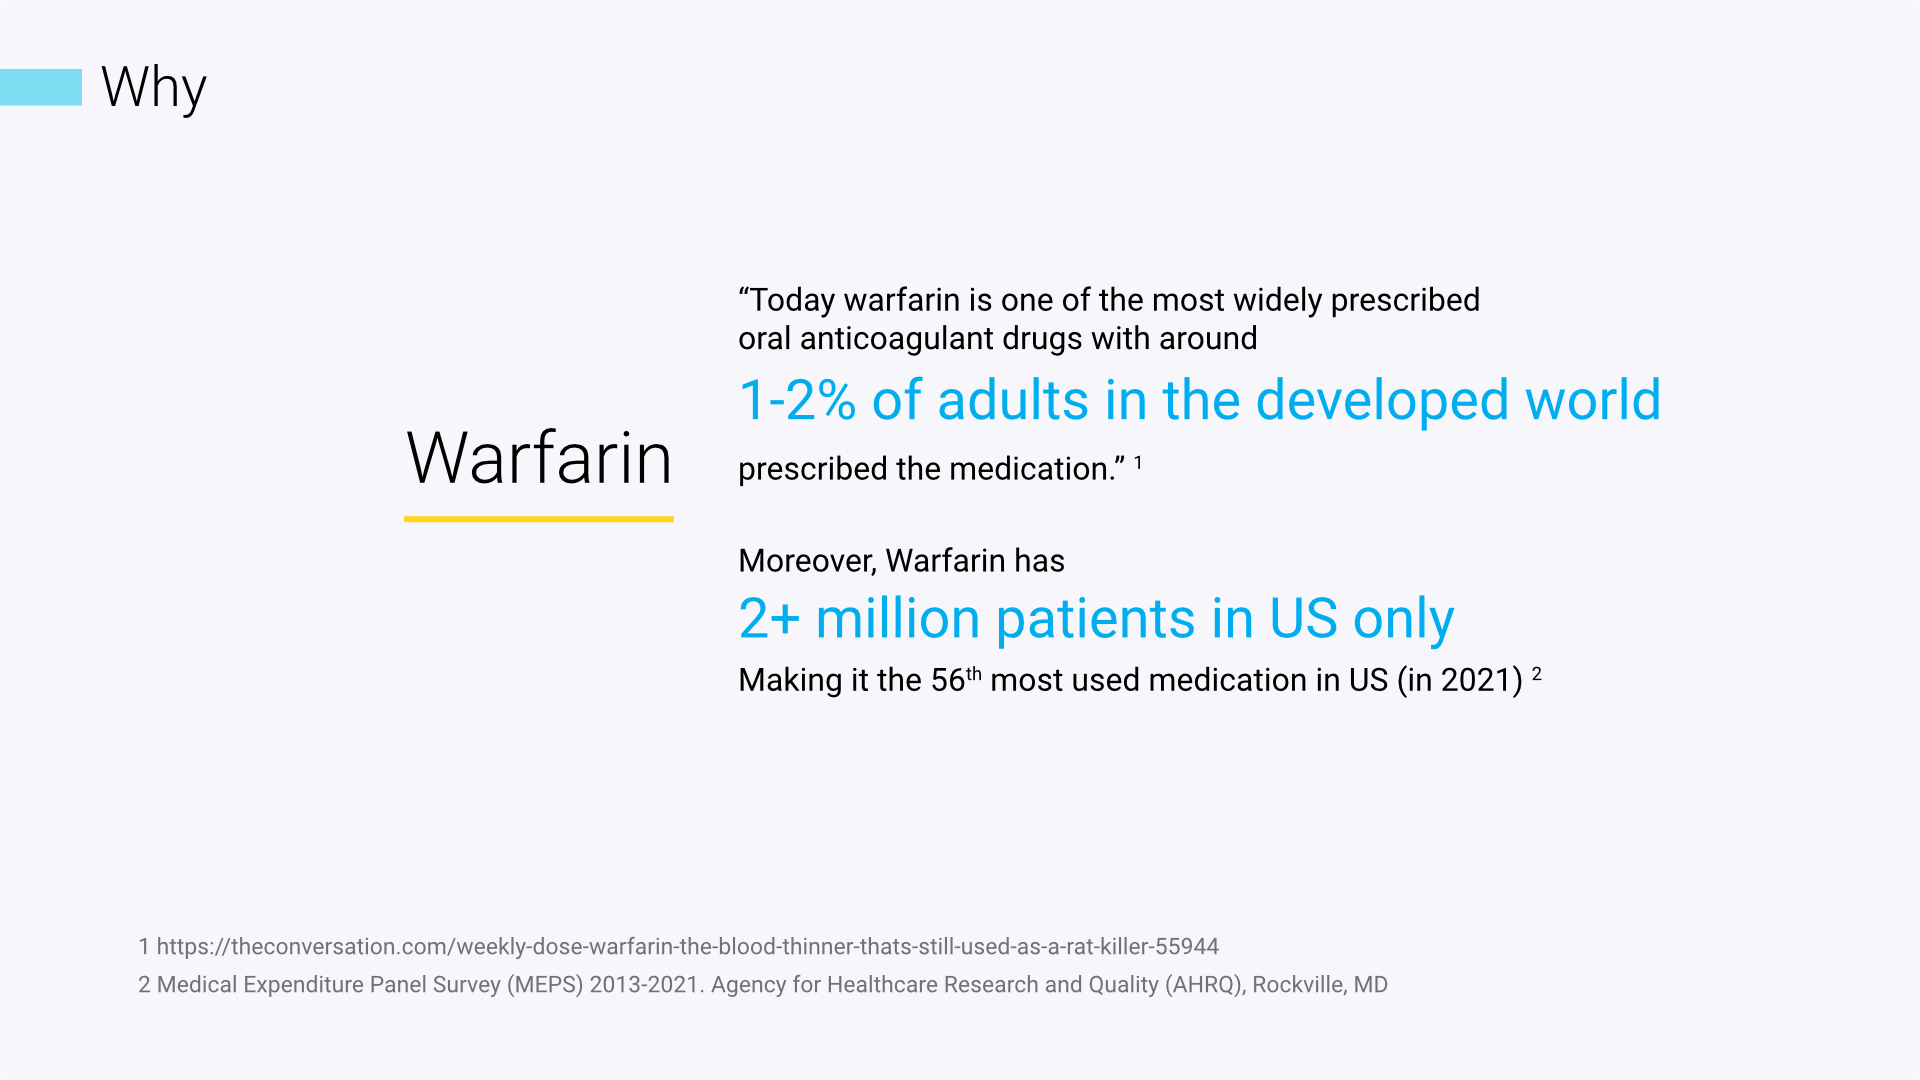 Why
Warfarin
“Today warfarin is one of the most widely prescribed
oral anticoagulant drugs with around
1-2% of adults in the developed world
prescribed the medication.” 1
Moreover, Warfarin has
2+ million patients in US only
Making it the 56th most used medication in US (in 2021) 2
1 https://theconversation.com/weekly-dose-warfarin-the-blood-thinner-thats-still-used-as-a-rat-killer-55944
2 Medical Expenditure Panel Survey (MEPS) 2013-2021. Agency for Healthcare Research and Quality (AHRQ), Rockville, MD